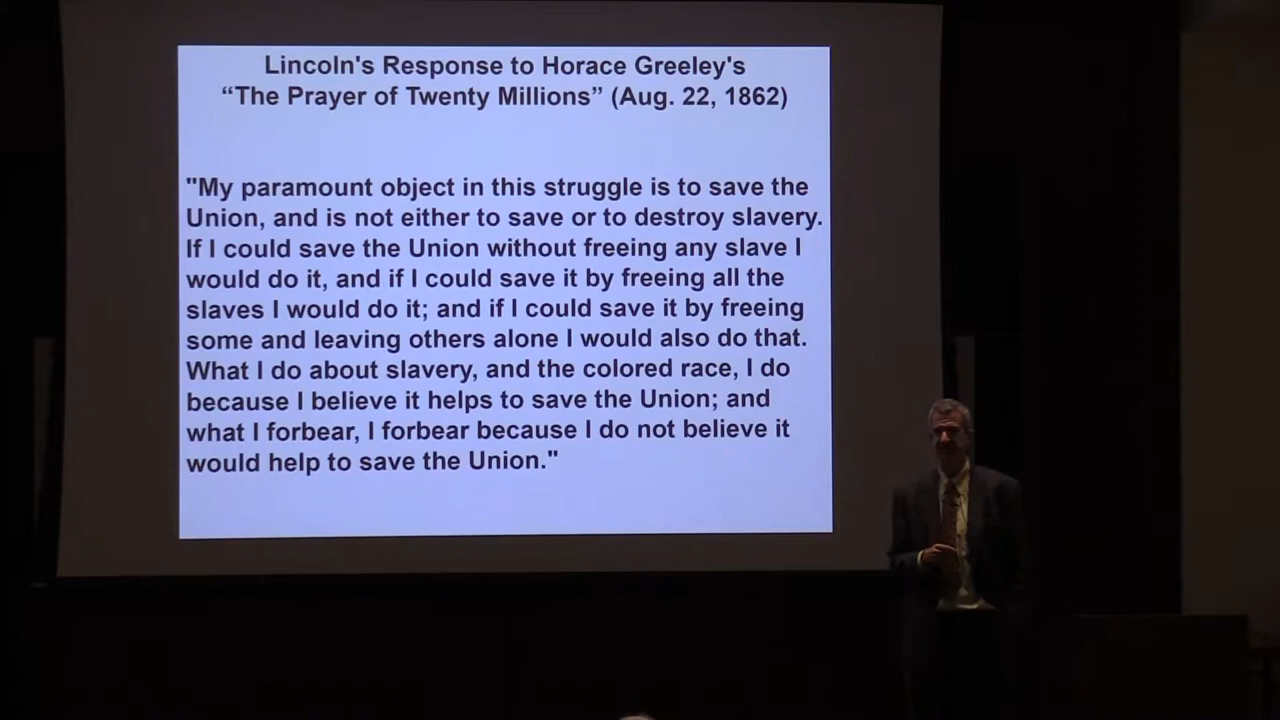 Lincoln's Response to Horace Greeley's
“The Prayer of Twenty Millions” (Aug. 22, 1862)
"My paramount object in this struggle is to save the
Union, and is not either to save or to destroy slavery.
If I could save the Union without freeing any slave I
would do it, and if I could save it by freeing all the
slaves I would do it; and if I could save it by freeing
some and leaving others alone I would also do that.
What I do about slavery, and the colored race, I do
because I believe it helps to save the Union; and
what I forbear, I forbear because I do not believe it
would help to save the Union."